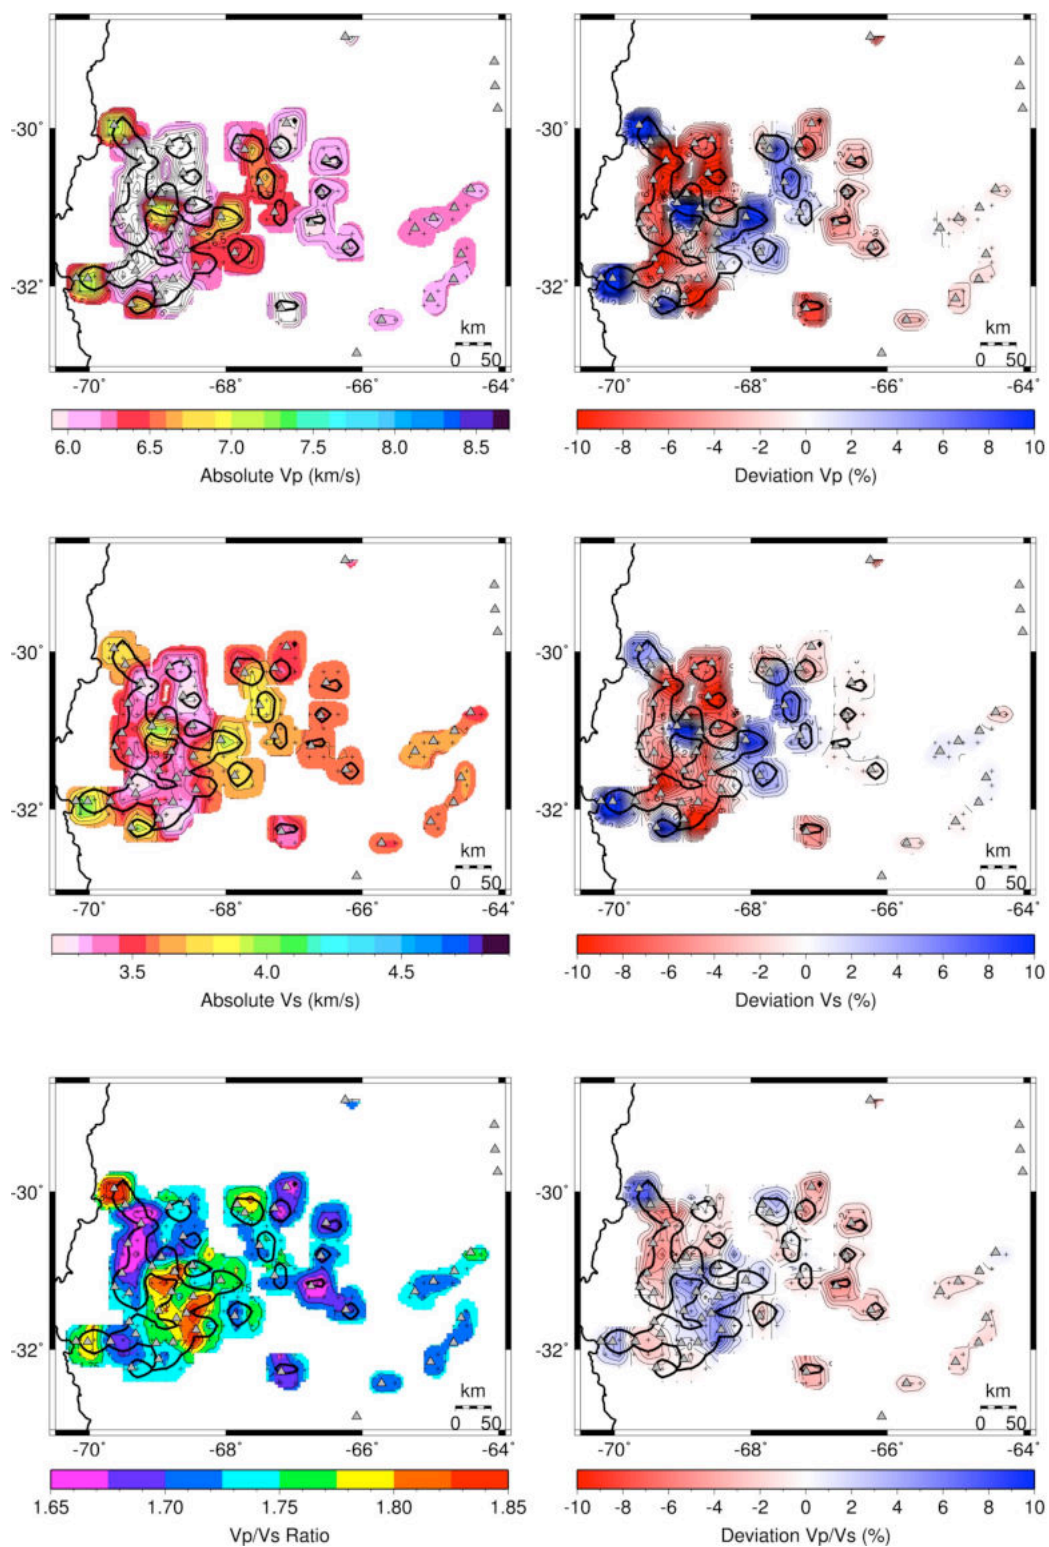 -30°
-32°
km
0 50
km
0 50
-70 -68 -66 -64°
-70 -68 -66 -64°
6.0 6.5 7.0 7.5 8.0 8.5
-10 -8 -6 -4 -2 0 2 4 6 8 10
Absolute Vp (km/s)
Deviation Vp (%)
-30°
-32°
km
0 50
km
0 50
-70° -68° -66° -64°
-70° -68° -66° -64°
3.5 4.0 4.5
-10 -8 -6 -4 -2 0 2 4 6 8 10
Absolute Vs (km/s)
Deviation Vs (%)
-30°
-32°
km
0 50
km
0 50
-70° -68° -66° -64°
-70° -68° -66° -64°
1.65 1.70 1.75 1.80 1.85
-10 -8 -6 -4 -2 0 2 4 6 8 10
Vp/Vs Ratio
Deviation Vp/Vs (%)